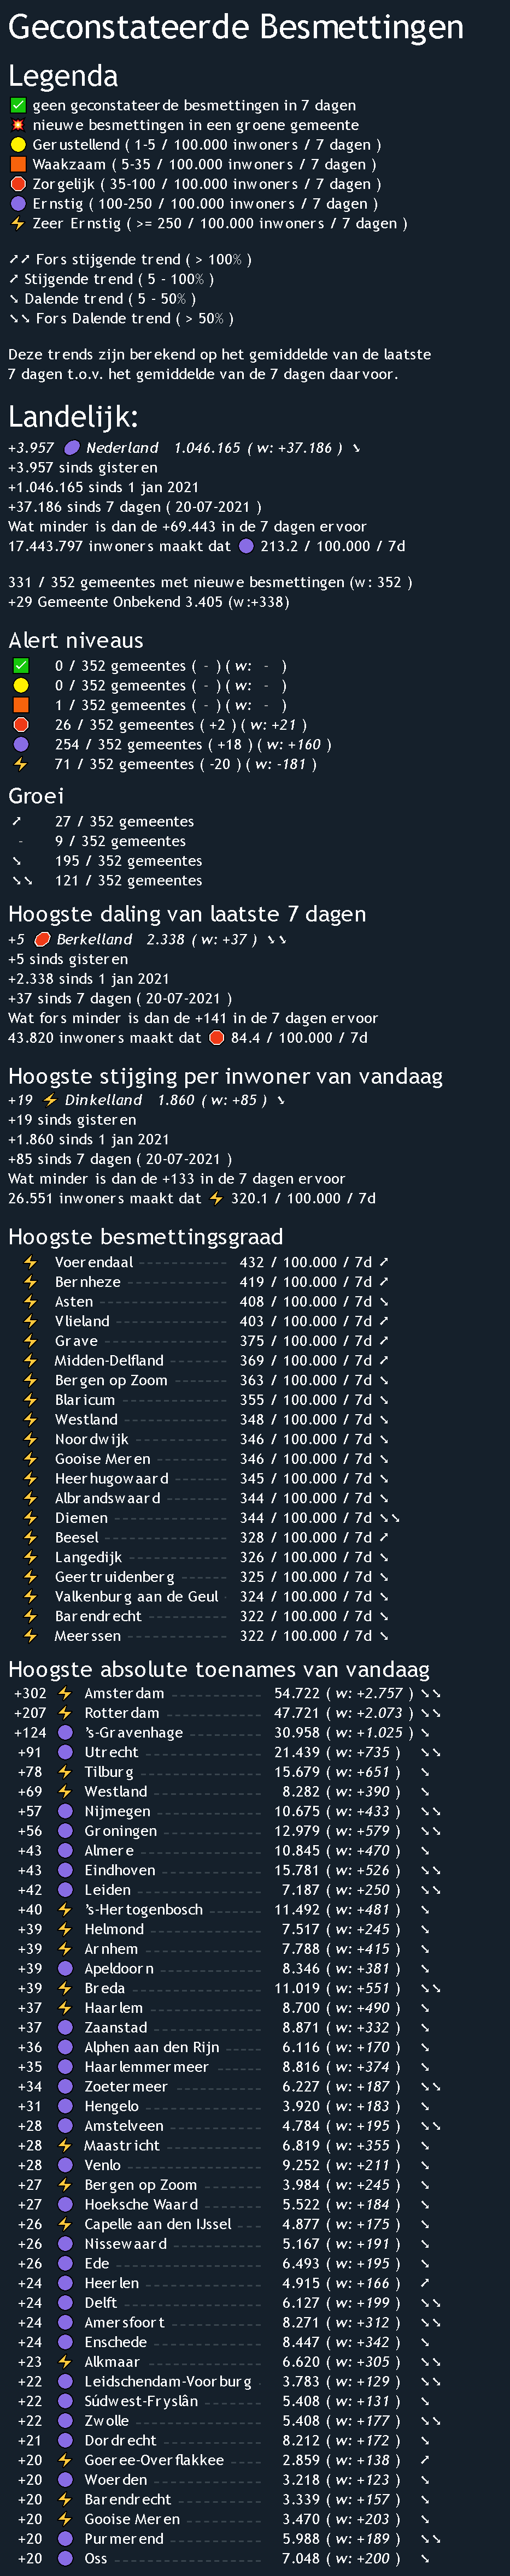 Geconstateerde Besmettingen
Legenda
✅ geen geconstateerde besmettingen in 7 dagen
💥 nieuwe besmettingen in een groene gemeente
🟡 Gerustellend ( 1-5 / 100.000 inwoners / 7 dagen )
🟧 Waakzaam ( 5-35 / 100.000 inwoners / 7 dagen )
🛑 Zorgelijk ( 35-100 / 100.000 inwoners / 7 dagen )
🟣 Ernstig ( 100-250 / 100.000 inwoners / 7 dagen )
⚡ Zeer Ernstig ( >= 250 / 100.000 inwoners / 7 dagen )
➚➚ Fors stijgende trend ( > 100% )
➚ Stijgende trend ( 5 - 100% )
➘ Dalende trend ( 5 - 50% )
➘➘ Fors Dalende trend ( > 50% )
Deze trends zijn berekend op het gemiddelde van de laatste
7 dagen t.o.v. het gemiddelde van de 7 dagen daarvoor.
Landelijk:
+3.957 🟣 Nederland 1.046.165 ( w: +37.186 ) ➘
+3.957 sinds gisteren
+1.046.165 sinds 1 jan 2021
+37.186 sinds 7 dagen ( 20-07-2021 )
Wat minder is dan de +69.443 in de 7 dagen ervoor
17.443.797 inwoners maakt dat 🟣 213.2 / 100.000 / 7d
331 / 352 gemeentes met nieuwe besmettingen (w: 352 )
+29 Gemeente Onbekend 3.405 (w:+338)
Alert niveaus
✅ 0 / 352 gemeentes ( - ) ( w: - )
🟡 0 / 352 gemeentes ( - ) ( w: - )
🟧 1 / 352 gemeentes ( - ) ( w: - )
🛑 26 / 352 gemeentes ( +2 ) ( w: +21 )
🟣 254 / 352 gemeentes ( +18 ) ( w: +160 )
⚡ 71 / 352 gemeentes ( -20 ) ( w: -181 )
Groei
➚ 27 / 352 gemeentes
- 9 / 352 gemeentes
➘ 195 / 352 gemeentes
➘➘ 121 / 352 gemeentes
Hoogste daling van laatste 7 dagen
+5 🛑 Berkelland 2.338 ( w: +37 ) ➘➘
+5 sinds gisteren
+2.338 sinds 1 jan 2021
+37 sinds 7 dagen ( 20-07-2021 )
Wat fors minder is dan de +141 in de 7 dagen ervoor
43.820 inwoners maakt dat 🛑 84.4 / 100.000 / 7d
Hoogste stijging per inwoner van vandaag
+19 ⚡ Dinkelland 1.860 ( w: +85 ) ➘
+19 sinds gisteren
+1.860 sinds 1 jan 2021
+85 sinds 7 dagen ( 20-07-2021 )
Wat minder is dan de +133 in de 7 dagen ervoor
26.551 inwoners maakt dat ⚡ 320.1 / 100.000 / 7d
Hoogste besmettingsgraad
⚡ Voerendaal ---------- 432 / 100.000 / 7d ➚
⚡ Bernheze ---------- 419 / 100.000 / 7d ➚
⚡ Asten ---------- 408 / 100.000 / 7d ➘
⚡ Vlieland ---------- 403 / 100.000 / 7d ➚
⚡ Grave ---------- 375 / 100.000 / 7d ➚
⚡ Midden-Delfland ------- 369 / 100.000 / 7d ➚
⚡ Bergen op Zoom ------- 363 / 100.000 / 7d ➘
⚡ Blaricum ---------- 355 / 100.000 / 7d ➘
⚡ Westland ---------- 348 / 100.000 / 7d ➘
⚡ Noordwijk ---------- 346 / 100.000 / 7d ➘
⚡ Gooise Meren -------- 346 / 100.000 / 7d ➘
⚡ Heerhugowaard ------ 345 / 100.000 / 7d ➘
⚡ Albrandswaard ------- 344 / 100.000 / 7d ➘
⚡ Diemen ---------- 344 / 100.000 / 7d ➘➘
⚡ Beesel ---------- 328 / 100.000 / 7d ➚
⚡ Langedijk ---------- 326 / 100.000 / 7d ➘
⚡ Geertruidenberg ------ 325 / 100.000 / 7d ➘
⚡ Valkenburg aan de Geul - 324 / 100.000 / 7d ➘
⚡ Barendrecht --------- 322 / 100.000 / 7d ➘
⚡ Meerssen ---------- 322 / 100.000 / 7d ➘
Hoogste absolute toenames van vandaag
+302 ⚡ Amsterdam ---------- 54.722 ( w: +2.757 ) ➘➘
+207 ⚡ Rotterdam ---------- 47.721 ( w: +2.073 ) ➘➘
+124 🟣 's-Gravenhage ---------- 30.958 ( w: +1.025 ) ➘
+91 🟣 Utrecht ---------- 21.439 ( w: +735 ) ➘➘
+78 ⚡ Tilburg ---------- 15.679 ( w: +651 ) ➘
+69 ⚡ Westland ---------- 8.282 ( w: +390 ) ➘
+57 🟣 Nijmegen ---------- 10.675 ( w: +433 ) ➘➘
+56 🟣 Groningen ---------- 12.979 ( w: +579 ) ➘➘
+43 🟣 Almere ---------- 10.845 ( w: +470 ) ➘
+43 🟣 Eindhoven ---------- 15.781 ( w: +526 ) ➘➘
+42 🟣 Leiden ---------- 7.187 ( w: +250 ) ➘➘
+40 ⚡ 's-Hertogenbosch ------- 11.492 ( w: +481 ) ➘
+39 ⚡ Helmond ---------- 7.517 ( w: +245 ) ➘
+39 ⚡ Arnhem ---------- 7.788 ( w: +415 ) ➘
+39 🟣 Apeldoorn ---------- 8.346 ( w: +381 ) ➘
+39 ⚡ Breda ---------- 11.019 ( w: +551 ) ➘➘
+37 ⚡ Haarlem ---------- 8.700 ( w: +490 ) ➘
+37 🟣 Zaanstad ---------- 8.871 ( w: +332 ) ➘
+36 🟣 Alphen aan den Rijn ----- 6.116 ( w: +170 ) ➘
+35 🟣 Haarlemmermeer ------ 8.816 ( w: +374 ) ➘
+34 🟣 Zoetermeer ---------- 6.227 ( w: +187 ) ➘➘
+31 🟣 Hengelo ---------- 3.920 ( w: +183 ) ➘
+28 🟣 Amstelveen ---------- 4.784 ( w: +195 ) ➘➘
+28 ⚡ Maastricht ---------- 6.819 ( w: +355 ) ➘
+28 🟣 Venlo ---------- 9.252 ( w: +211 ) ➘
+27 ⚡ Bergen op Zoom ------- 3.984 ( w: +245 ) ➘
+27 🟣 Hoeksche Waard ------- 5.522 ( w: +184 ) ➘
+26 ⚡ Capelle aan den IJssel --- 4.877 ( w: +175 ) ➘
+26 🟣 Nissewaard ---------- 5.167 ( w: +191 ) ➘
+26 🟣 Ede ---------- 6.493 ( w: +195 ) ➘
+24 🟣 Heerlen ---------- 4.915 ( w: +166 ) ➚
+24 🟣 Delft ---------- 6.127 ( w: +199 ) ➘➘
+24 🟣 Amersfoort ---------- 8.271 ( w: +312 ) ➘➘
+24 🟣 Enschede ---------- 8.447 ( w: +342 ) ➘
+23 ⚡ Alkmaar ---------- 6.620 ( w: +305 ) ➘➘
+22 🟣 Leidschendam-Voorburg - 3.783 ( w: +129 ) ➘➘
+22 🟣 Súdwest-Fryslân ------- 5.408 ( w: +131 ) ➘
+22 🟣 Zwolle ---------- 5.408 ( w: +177 ) ➘➘
+21 🟣 Dordrecht ---------- 8.212 ( w: +172 ) ➘
+20 ⚡ Goeree-Overflakkee ---- 2.859 ( w: +138 ) ➚
+20 🟣 Woerden ---------- 3.218 ( w: +123 ) ➘
+20 ⚡ Barendrecht ---------- 3.339 ( w: +157 ) ➘
+20 ⚡ Gooise Meren -------- 3.470 ( w: +203 ) ➘
+20 🟣 Purmerend ---------- 5.988 ( w: +189 ) ➘➘
+20 🟣 Oss ---------- 7.048 ( w: +200 ) ➘